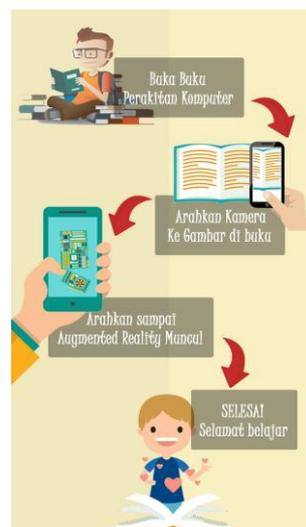 Buka Buku
Perakitan Komputer
Arahkan Kamera
Ke Gambar di buku
Arahkan sampai
Augmented Reality Muncul
SELESAI
Selamat belajar